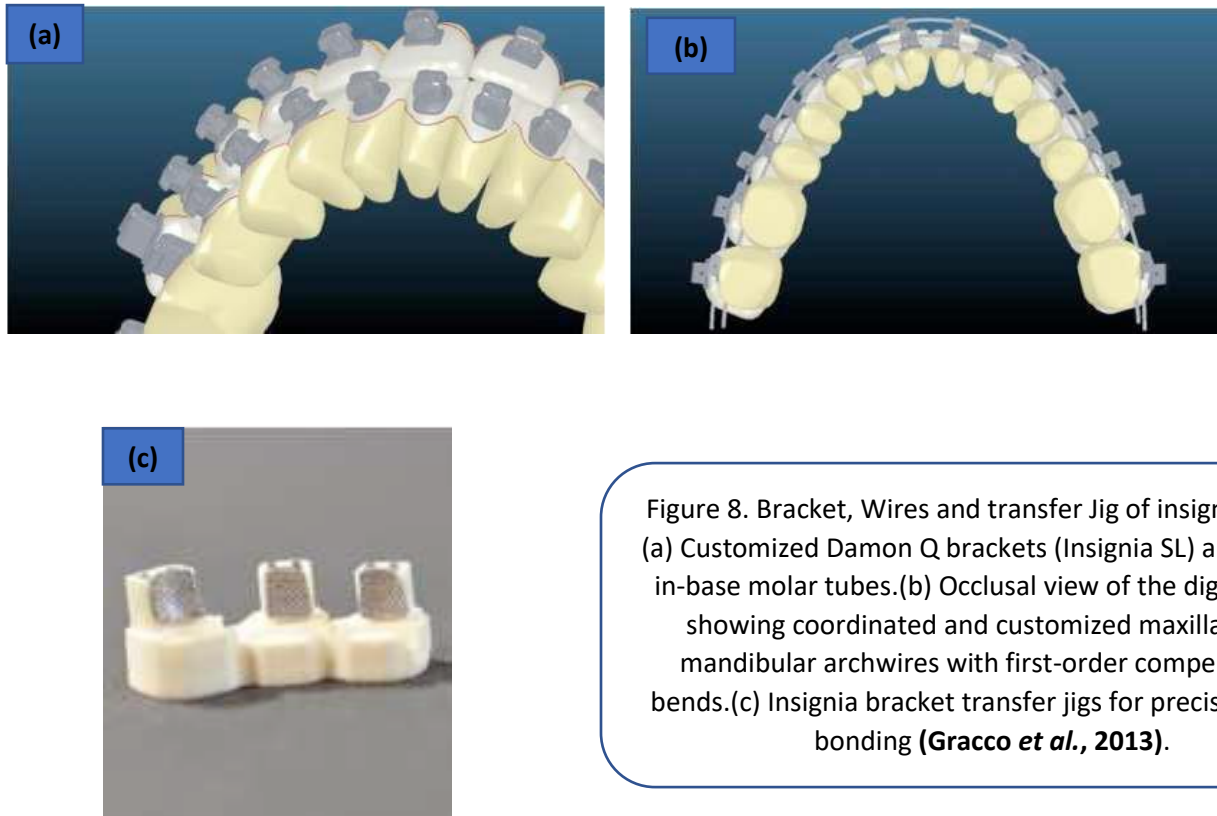 (a)
(b)
(c)
Figure 8. Bracket, Wires and transfer Jig of insign
(a) Customized Damon Q brackets (Insignia SL) a
in-base molar tubes.(b) Occlusal view of the dig
showing coordinated and customized maxilla
mandibular archwires with first-order compe
bends.(c) Insignia bracket transfer jigs for precis
bonding (Gracco et al., 2013).